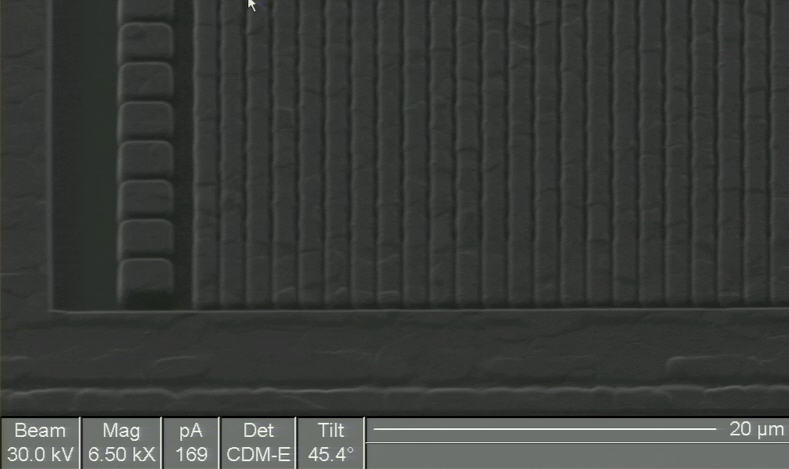 Beam Mag pA Det Tilt 20 µm
30.0 kV 6.50 kX 169 CDM-E 45.4°